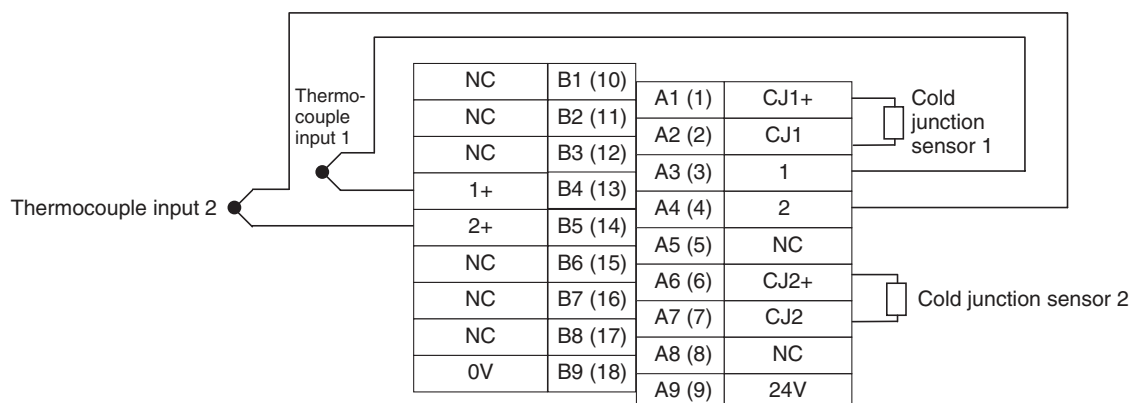 NC B1 (10)
NC B2 (11)
NC B3 (12)
1+ B4 (13)
2+ B5 (14)
NC B6 (15)
NC B7 (16)
NC B8 (17)
0V B9 (18)
A1 (1) CJ1+
A2 (2) CJ1
A3 (3) 1
A4 (4) 2
A5 (5) NC
A6 (6) CJ2+
A7 (7) CJ2
A8 (8) NC
A9 (9) 24V
Thermo-
couple
input 1
Thermocouple input 2
Cold
junction
sensor 1
Cold junction sensor 2